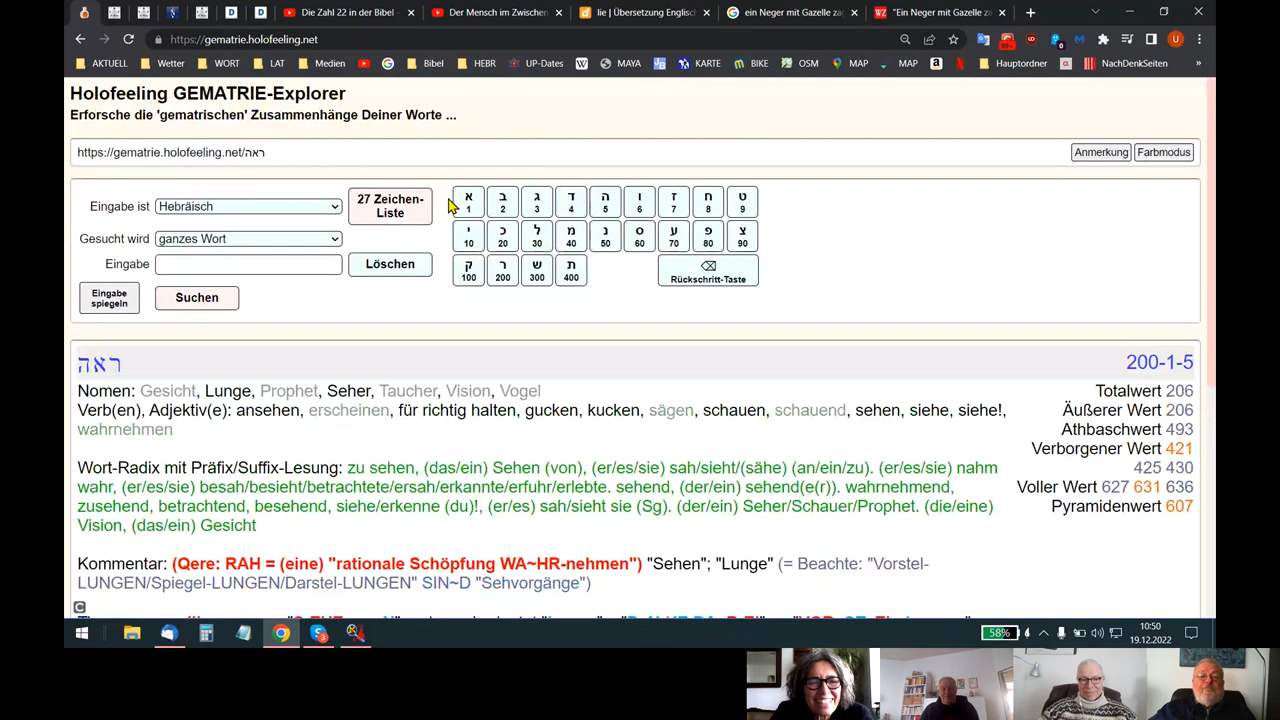 Die Zahl 22 in der Bibel -
Der Mensch im Zwischen
lie | Übersetzung Englisc
ein Neger mit Gazelle zag
"Ein Neger mit Gazelle za
https://gematrie.holofeeling.net
AKTUELL Wetter WORT LAT Medien Bibel HEBR UP-Dates MAYA KARTE BIKE OSM MAP MAP Hauptordner NachDenkSeiten »
Holofeeling GEMATRIE-Explorer
Erforsche die 'gematrischen' Zusammenhänge Deiner Worte ...
https://gematrie.holofeeling.net/ראה
Anmerkung Farbmodus
Eingabe ist Hebräisch
27 Zeichen-
Liste
Gesucht wird ganzes Wort
Eingabe
Löschen
Eingabe
spiegeln
Suchen
א ב ג ד ה ו ז ח ט
1 2 3 4 5 6 7 8 9
י כ ל מ נ ס ע פ צ
10 20 30 40 50 60 70 80 90
ק ר ש ת
100 200 300 400
Rückschritt-Taste
ראה 200-1-5
Nomen: Gesicht, Lunge, Prophet, Seher, Taucher, Vision, Vogel
Verb(en), Adjektiv(e): ansehen, erscheinen, für richtig halten, gucken, kucken, sägen, schauen, schauend, sehen, siehe, siehe!,
wahrnehmen
Totalwert 206
Äußerer Wert 206
Athbaschwert 493
Verborgener Wert 421
425 430
Voller Wert 627 631 636
Pyramidenwert 607
Wort-Radix mit Präfix/Suffix-Lesung: zu sehen, (das/ein) Sehen (von), (er/es/sie) sah/sieht/(sähe) (an/ein/zu). (er/es/sie) nahm
wahr, (er/es/sie) besah/besieht/betrachtete/ersah/erkannte/erfuhr/erlebte. sehend, (der/ein) sehend(e(r)). wahrnehmend,
zusehend, betrachtend, besehend, siehe/erkenne (du)!, (er/es) sah/sieht sie (Sg). (der/ein) Seher/Schauer/Prophet. (die/eine)
Vision, (das/ein) Gesicht
Kommentar: (Qere: RAH = (eine) "rationale Schöpfung WA~HR-nehmen") "Sehen"; "Lunge" (= Beachte: "Vorstel-
LUNGEN/Spiegel-LUNGEN/Darstel-LUNGEN" SIN~D "Sehvorgänge")
58%
10:50
19.12.2022